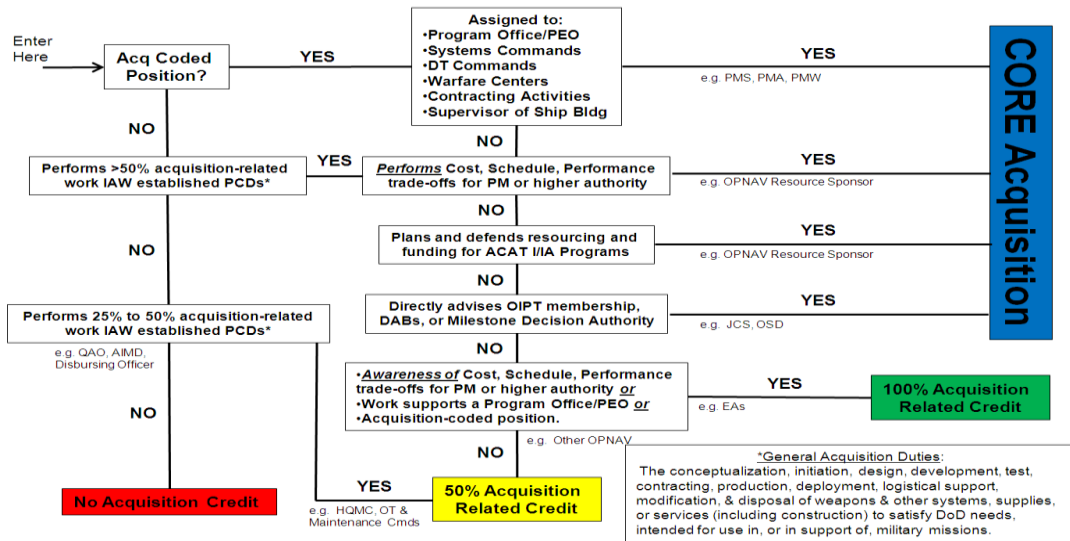 Enter
Here
Acq Coded
Position?
YES
Assigned to:
•Program Office/PEO
•Systems Commands
•DT Commands
•Warfare Centers
•Contracting Activities
•Supervisor of Ship Bldg
YES
e.g. PMS, PMA, PMW
CORE Acquisition
NO
NO
Performs >50% acquisition-related
work IAW established PCDs*
YES
Performs Cost, Schedule, Performance
trade-offs for PM or higher authority
YES
e.g. OPNAV Resource Sponsor
NO
NO
Plans and defends resourcing and
funding for ACAT I/IA Programs
YES
e.g. OPNAV Resource Sponsor
NO
Performs 25% to 50% acquisition-related
work IAW established PCDs*
e.g. QAO, AIMD,
Disbursing Officer
Directly advises OIPT membership,
DABs, or Milestone Decision Authority
YES
e.g. JCS, OSD
NO
•Awareness of Cost, Schedule, Performance
trade-offs for PM or higher authority or
•Work supports a Program Office/PEO or
•Acquisition-coded position.
YES
e.g. EAs
100% Acquisition
Related Credit
NO
e.g. Other OPNAV
NO
No Acquisition Credit
YES
e.g. HQMC, OT &
Maintenance Cmds
50% Acquisition
Related Credit
*General Acquisition Duties:
The conceptualization, initiation, design, development, test,
contracting, production, deployment, logistical support,
modification, & disposal of weapons & other systems, supplies,
or services (including construction) to satisfy DoD needs,
intended for use in, or in support of, military missions.